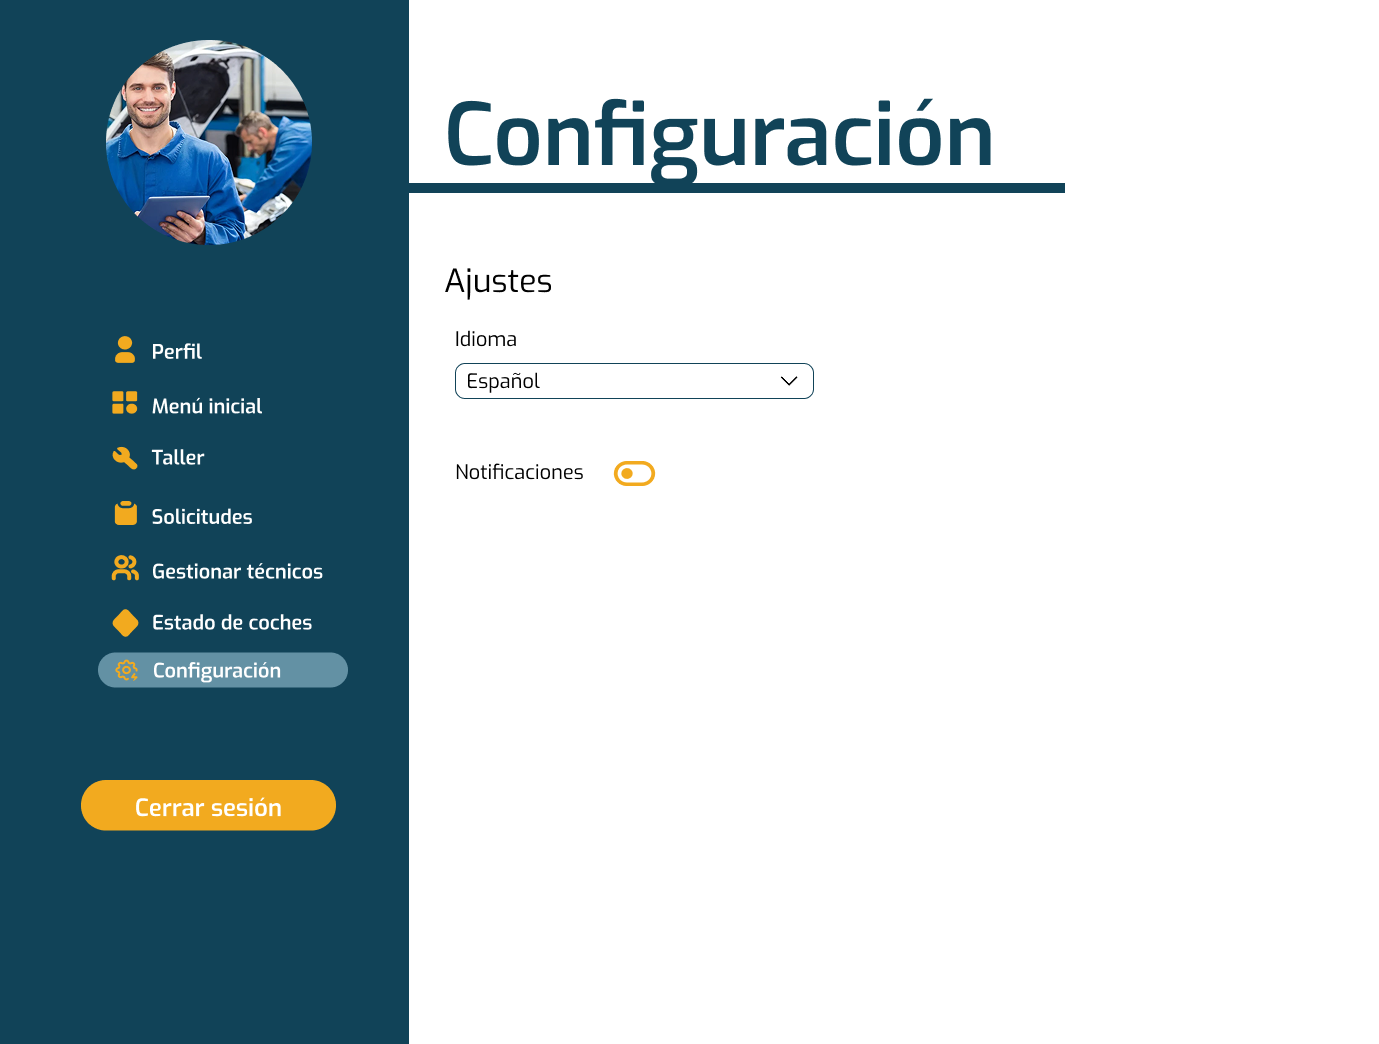 Configuración
Perfil
Menú inicial
Taller
Solicitudes
Gestionar técnicos
Estado de coches
Configuración
Cerrar sesión
Ajustes
Idioma
Español
Notificaciones